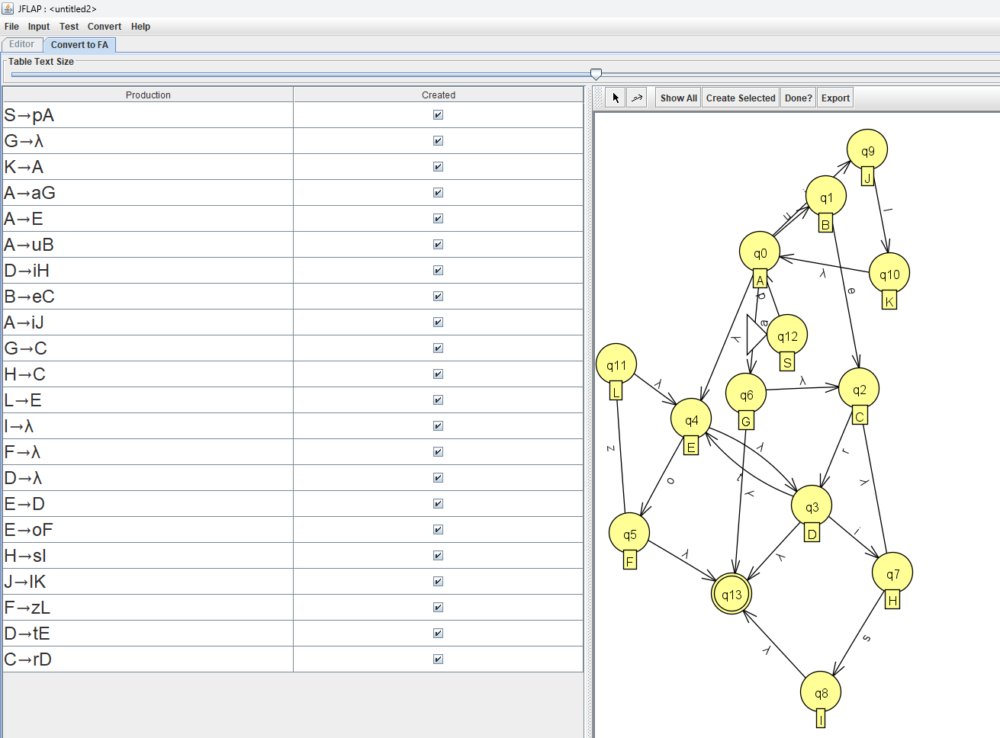 JFLAP : <untitled2>
File Input Test Convert Help
Editor Convert to FA
Table Text Size
Production Created
S→pA
G→λ
K→A
A→aG
A→E
A→uB
D→iH
B→eC
A→iJ
G→C
H→C
L→E
I→λ
F→λ
D→λ
E→D
E→oF
H→sI
J→lK
F→zL
D→tE
C→rD
Show All Create Selected Done? Export
q9
J
q1
B
i
u
l
q0
A
q10
K
λ
e
p
a
q12
S
λ
q11
L
λ
q6
G
λ
q2
C
q4
E
z
λ
r
o
t
λ
λ
q3
D
q5
F
i
λ
λ
q7
H
q13
s
λ
q8
I